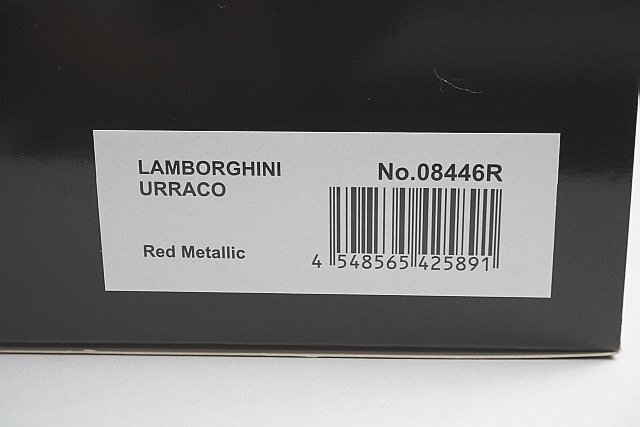 LAMBORGHINI
URRACO
No.08446R
Red Metallic
4 548565 425891